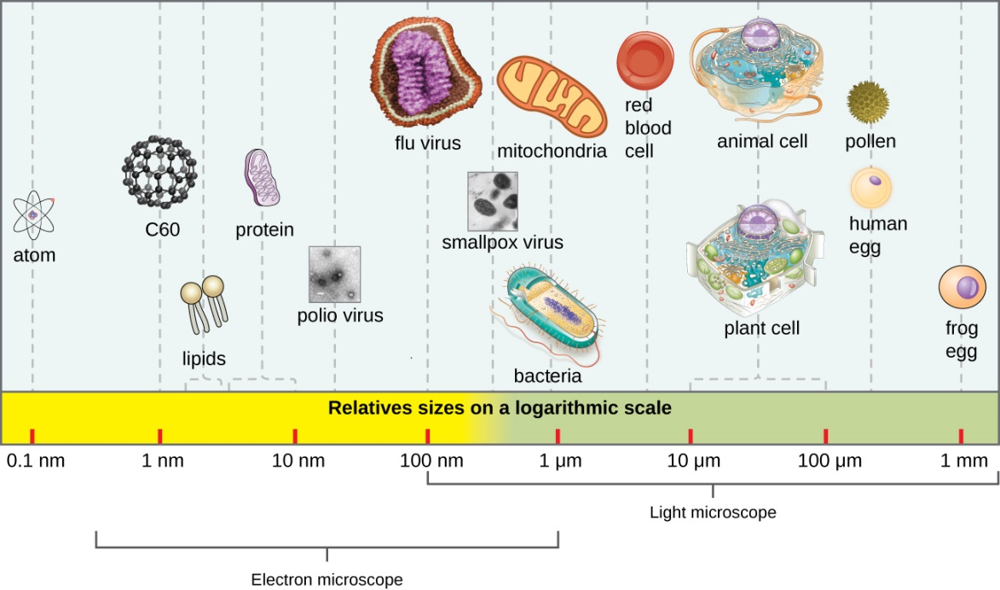 flu virus
mitochondria
red
blood
cell
animal cell
pollen
C60
protein
atom
smallpox virus
human
egg
polio virus
lipids
bacteria
plant cell
frog
egg
Relatives sizes on a logarithmic scale
0.1 nm
1 nm
10 nm
100 nm
1 μm
10 μm
100 μm
1 mm
Light microscope
Electron microscope